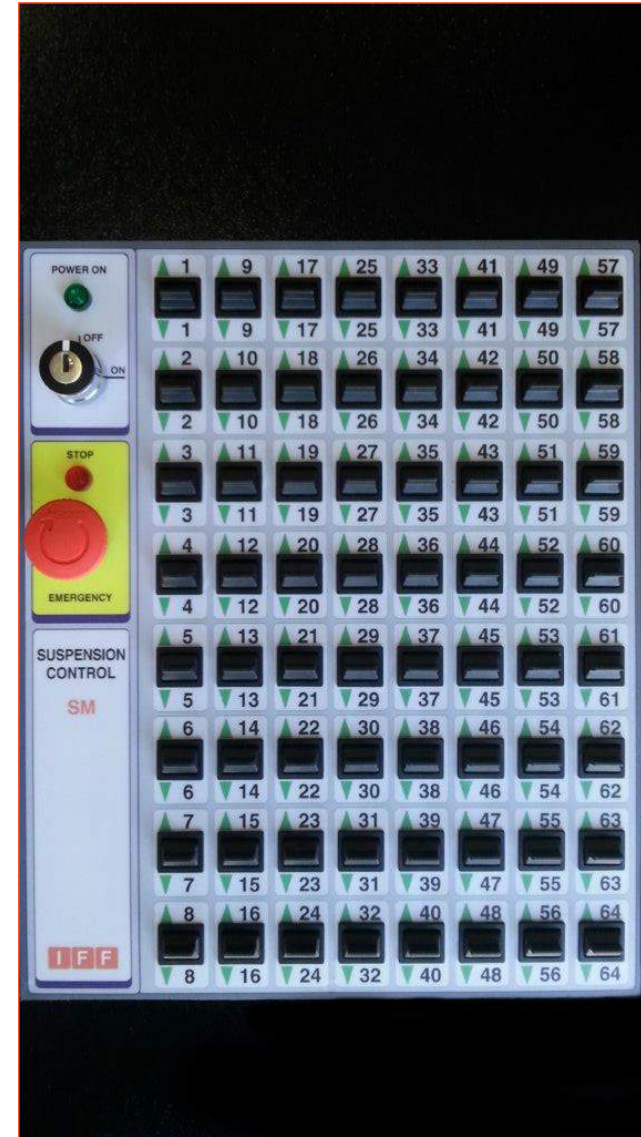 POWER ON
OFF
ON
STOP
EMERGENCY
SUSPENSION
CONTROL
SM
IFF
1 9 17 25 33 41 49 57
1 9 17 25 33 41 49 57
2 10 18 26 34 42 50 58
2 10 18 26 34 42 50 58
3 11 19 27 35 43 51 59
3 11 19 27 35 43 51 59
4 12 20 28 36 44 52 60
4 12 20 28 36 44 52 60
5 13 21 29 37 45 53 61
5 13 21 29 37 45 53 61
6 14 22 30 38 46 54 62
6 14 22 30 38 46 54 62
7 15 23 31 39 47 55 63
7 15 23 31 39 47 55 63
8 16 24 32 40 48 56 64
8 16 24 32 40 48 56 64